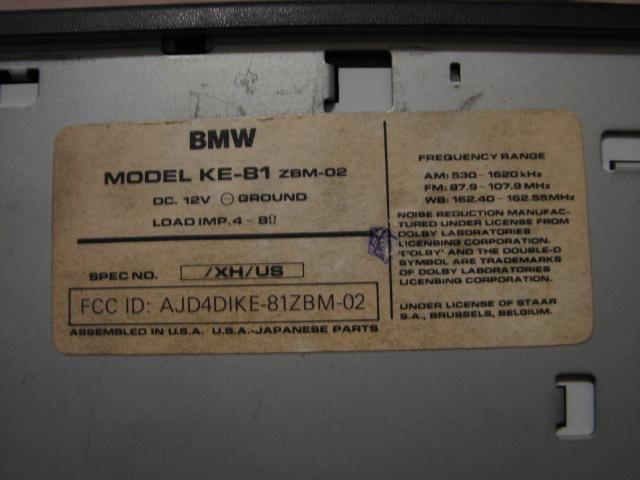 BMW
MODEL KE-81 ZBM-02
DC. 12V ⊖ GROUND
LOAD IMP. 4 ~ 8Ω
SPEC NO. /XH/US
FCC ID: AJD4DIKE-81ZBM-02
ASSEMBLED IN U.S.A. U.S.A.-JAPANESE PARTS
FREQUENCY RANGE
AM: 530 ~ 1620 kHz
FM: 87.9 ~ 107.9 MHz
WB: 162.40 ~ 162.55MHz
NOISE REDUCTION MANUFAC-
TURED UNDER LICENSE FROM
DOLBY LABORATORIES
LICENSING CORPORATION.
'DOLBY' AND THE DOUBLE-D
SYMBOL ARE TRADEMARKS
OF DOLBY LABORATORIES
LICENSING CORPORATION.
UNDER LICENSE OF STAAR
S.A., BRUSSELS, BELGIUM.